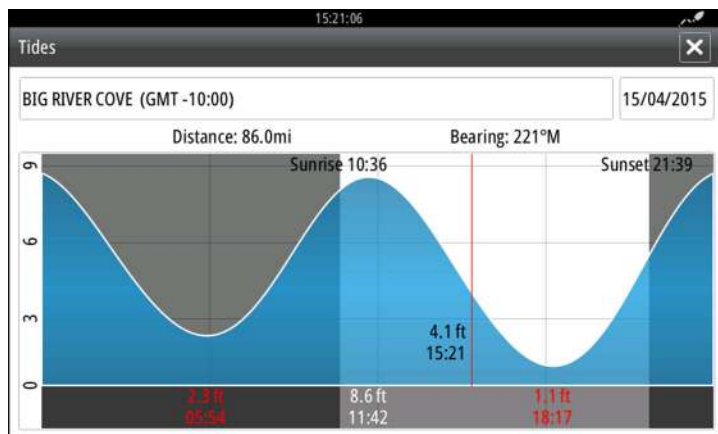 15:21:06
Tides
BIG RIVER COVE (GMT -10:00)
15/04/2015
Distance: 86.0mi
Bearing: 221°M
Sunrise 10:36
Sunset 21:39
9
6
3
0
4.1 ft
15:21
2.3 ft
05:54
8.6 ft
11:42
1.1 ft
18:17